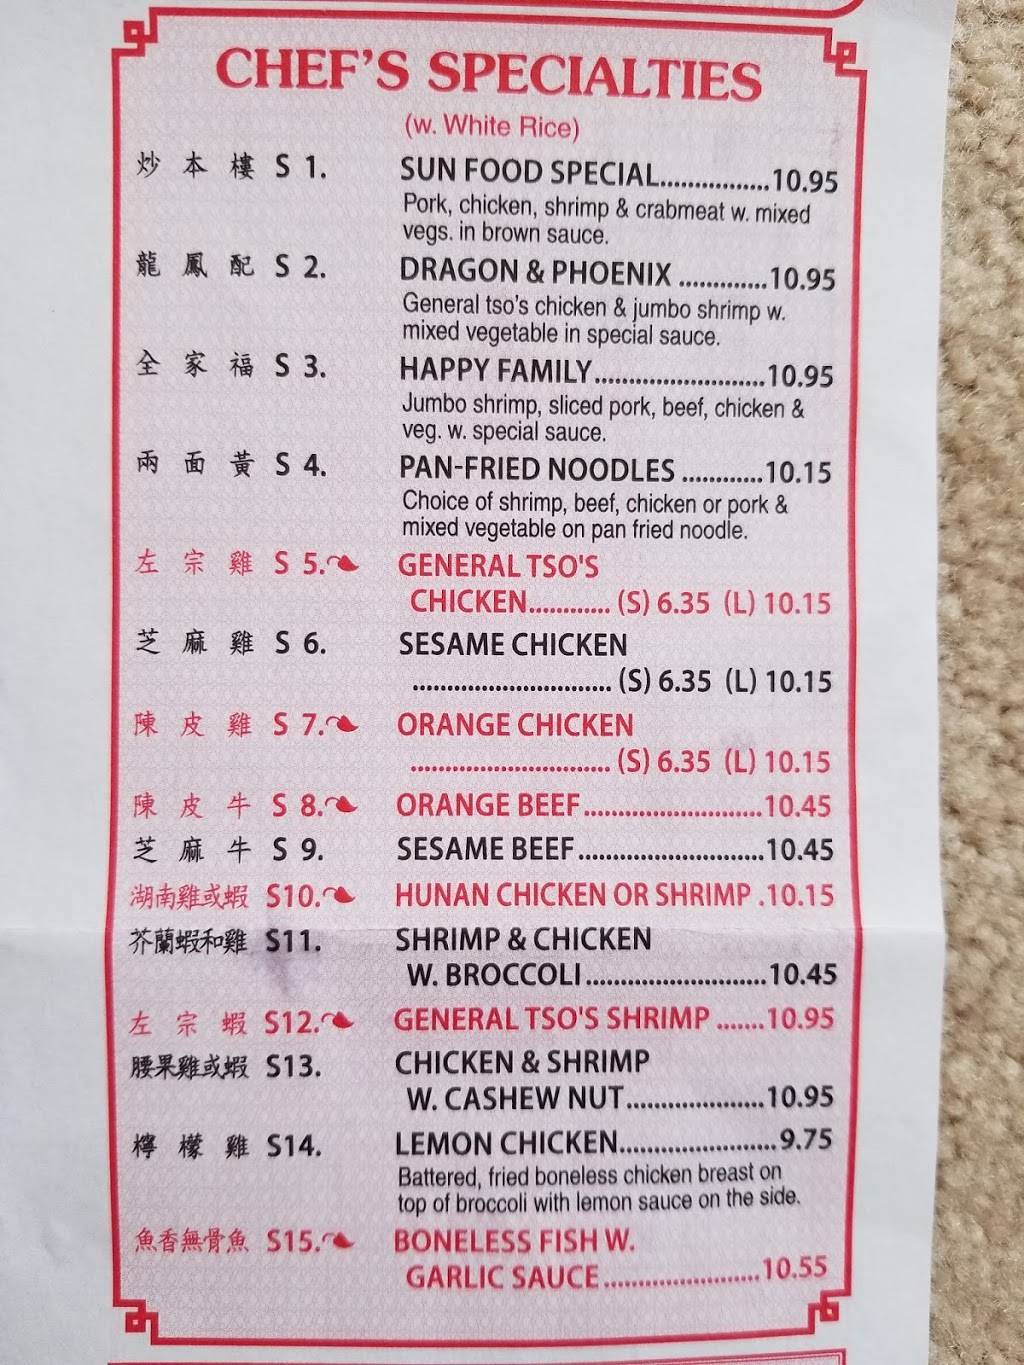 CHEF'S SPECIALTIES
(w. White Rice)
炒本樓 S 1. SUN FOOD SPECIAL................10.95
Pork, chicken, shrimp & crabmeat w. mixed
vegs. in brown sauce.
龍鳳配 S 2. DRAGON & PHOENIX .............10.95
General tso's chicken & jumbo shrimp w.
mixed vegetable in special sauce.
全家福 S 3. HAPPY FAMILY.........................10.95
Jumbo shrimp, sliced pork, beef, chicken &
veg. w. special sauce.
兩面黃 S 4. PAN-FRIED NOODLES ............10.15
Choice of shrimp, beef, chicken or pork &
mixed vegetable on pan fried noodle.
左宗雞 S 5. GENERAL TSO'S
CHICKEN............ (S) 6.35 (L) 10.15
芝麻雞 S 6. SESAME CHICKEN
............................. (S) 6.35 (L) 10.15
陳皮雞 S 7. ORANGE CHICKEN
............................. (S) 6.35 (L) 10.15
陳皮牛 S 8. ORANGE BEEF..........................10.45
芝麻牛 S 9. SESAME BEEF...........................10.45
湖南雞或蝦 S10. HUNAN CHICKEN OR SHRIMP .10.15
芥蘭蝦和雞 S11. SHRIMP & CHICKEN
W. BROCCOLI..........................10.45
左宗蝦 S12. GENERAL TSO'S SHRIMP .......10.95
腰果雞或蝦 S13. CHICKEN & SHRIMP
W. CASHEW NUT....................10.95
檸檬雞 S14. LEMON CHICKEN.......................9.75
Battered, fried boneless chicken breast on
top of broccoli with lemon sauce on the side.
魚香無骨魚 S15. BONELESS FISH W.
GARLIC SAUCE.......................10.55